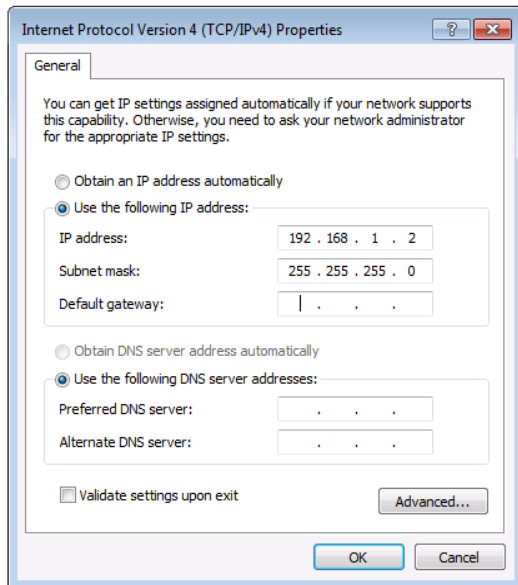 Internet Protocol Version 4 (TCP/IPv4) Properties
General
You can get IP settings assigned automatically if your network supports
this capability. Otherwise, you need to ask your network administrator
for the appropriate IP settings.
Obtain an IP address automatically
Use the following IP address:
IP address: 192 . 168 . 1 . 2
Subnet mask: 255 . 255 . 255 . 0
Default gateway: . . .
Obtain DNS server address automatically
Use the following DNS server addresses:
Preferred DNS server: . . .
Alternate DNS server: . . .
Validate settings upon exit
Advanced...
OK Cancel